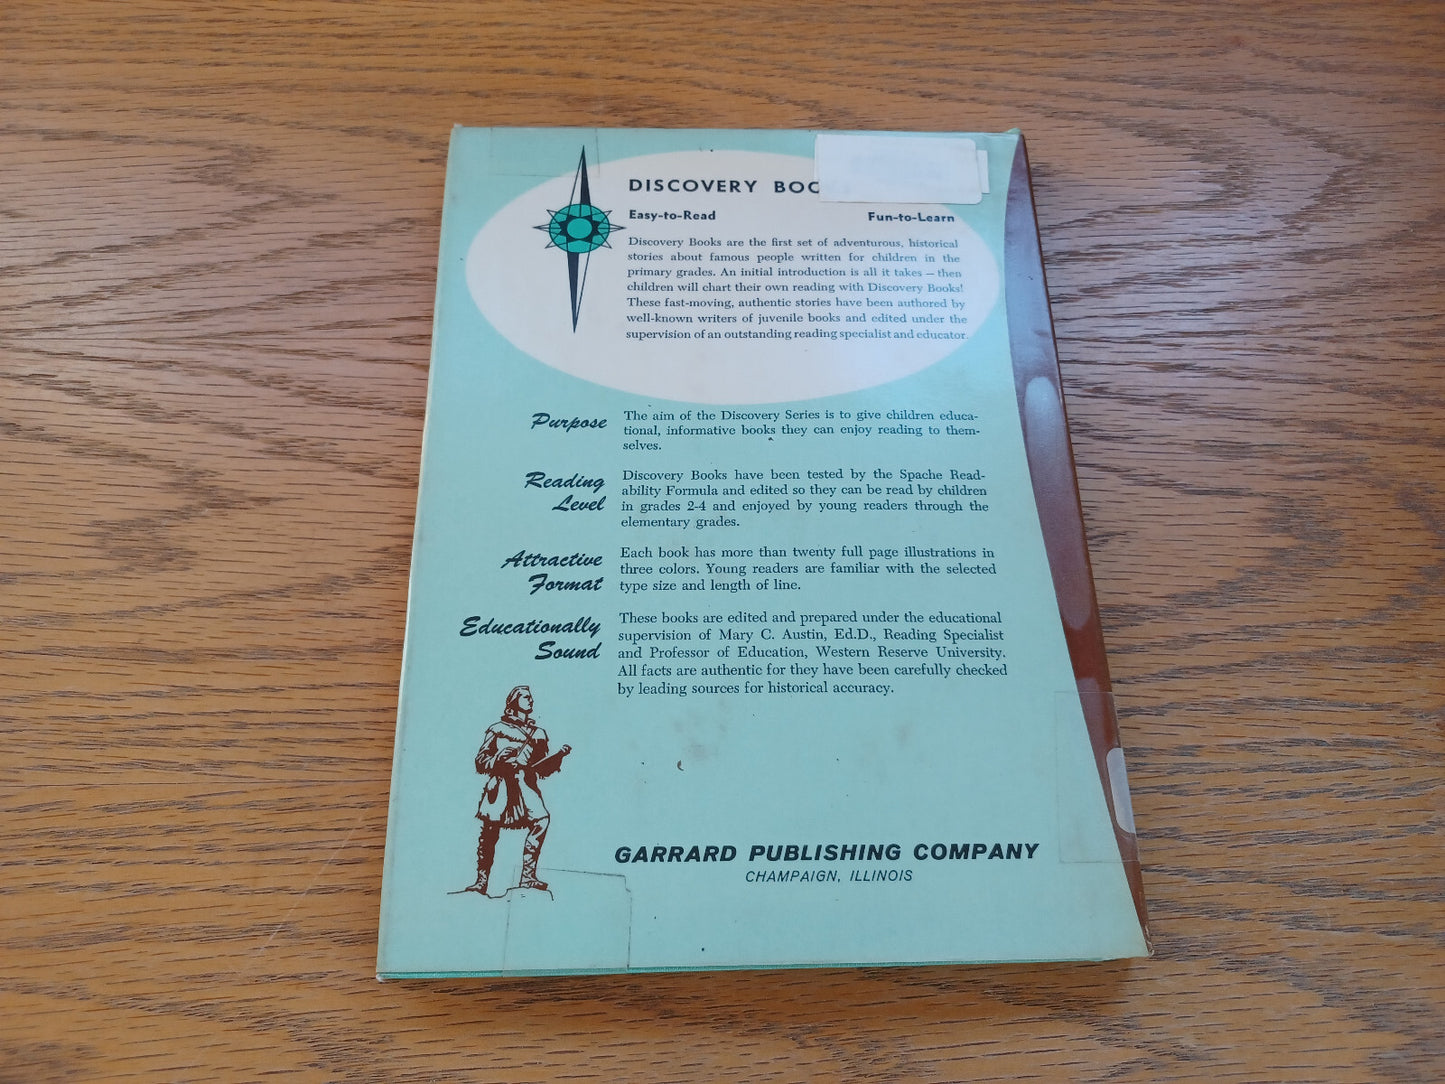 DISCOVERY
Easy-to-Read Fun-to-Learn
Discovery Books are the first set of adventurous, historical
stories about famous people written for children in the
primary grades. An initial introduction is all it takes – then
children will chart their own reading with Discovery Books!
These fast-moving, authentic stories have been authored by
well-known writers of juvenile books and edited under the
supervision of an outstanding reading specialist and educator.
Purpose
The aim of the Discovery Series is to give children educa-
tional, informative books they can enjoy reading to them-
selves.
Reading
Level
Discovery Books have been tested by the Spache Read-
ability Formula and edited so they can be read by children
in grades 2-4 and enjoyed by young readers through the
elementary grades.
Attractive
Format
Each book has more than twenty full page illustrations in
three colors. Young readers are familiar with the selected
type size and length of line.
Educationally
Sound
These books are edited and prepared under the educational
supervision of Mary C. Austin, Ed.D., Reading Specialist
and Professor of Education, Western Reserve University.
All facts are authentic for they have been carefully checked
by leading sources for historical accuracy.
GARRARD PUBLISHING COMPANY
CHAMPAIGN, ILLINOIS